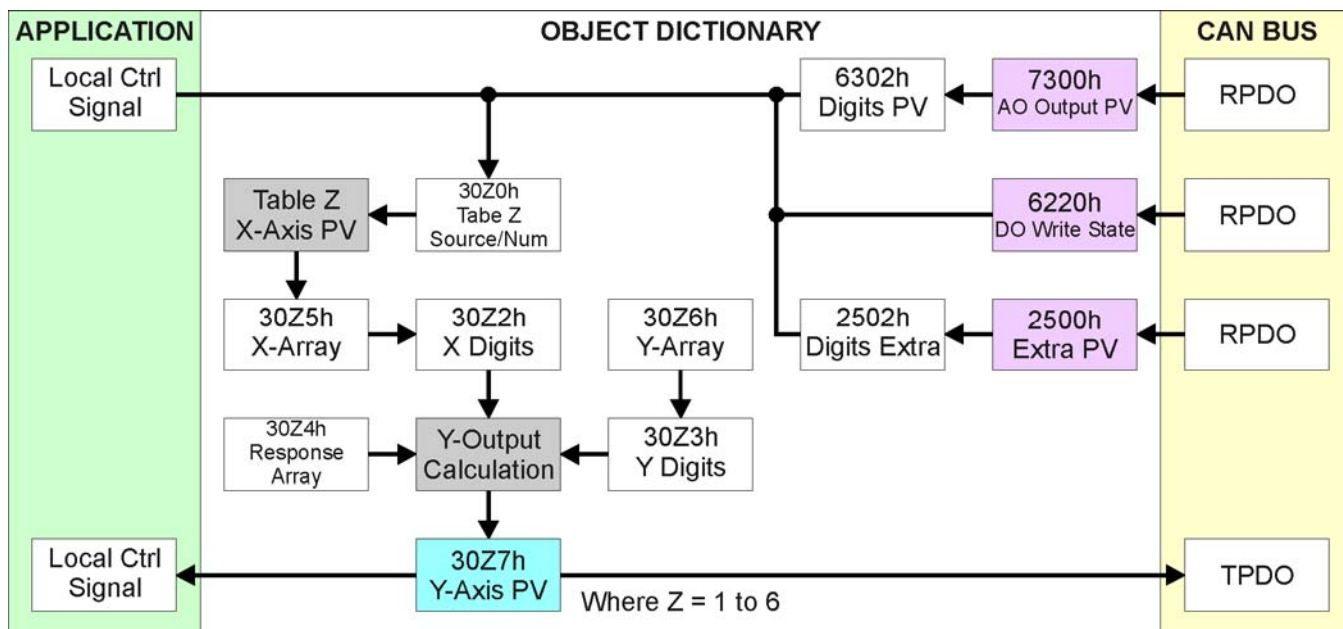 APPLICATION
OBJECT DICTIONARY
CAN BUS
Local Ctrl
Signal
6302h
Digits PV
7300h
AO Output PV
RPDO
Table Z
X-Axis PV
30Z0h
Tabe Z
Source/Num
6220h
DO Write State
RPDO
30Z5h
X-Array
30Z2h
X Digits
30Z6h
Y-Array
2502h
Digits Extra
2500h
Extra PV
RPDO
30Z4h
Response
Array
Y-Output
Calculation
30Z3h
Y Digits
Local Ctrl
Signal
30Z7h
Y-Axis PV
Where Z = 1 to 6
TPDO